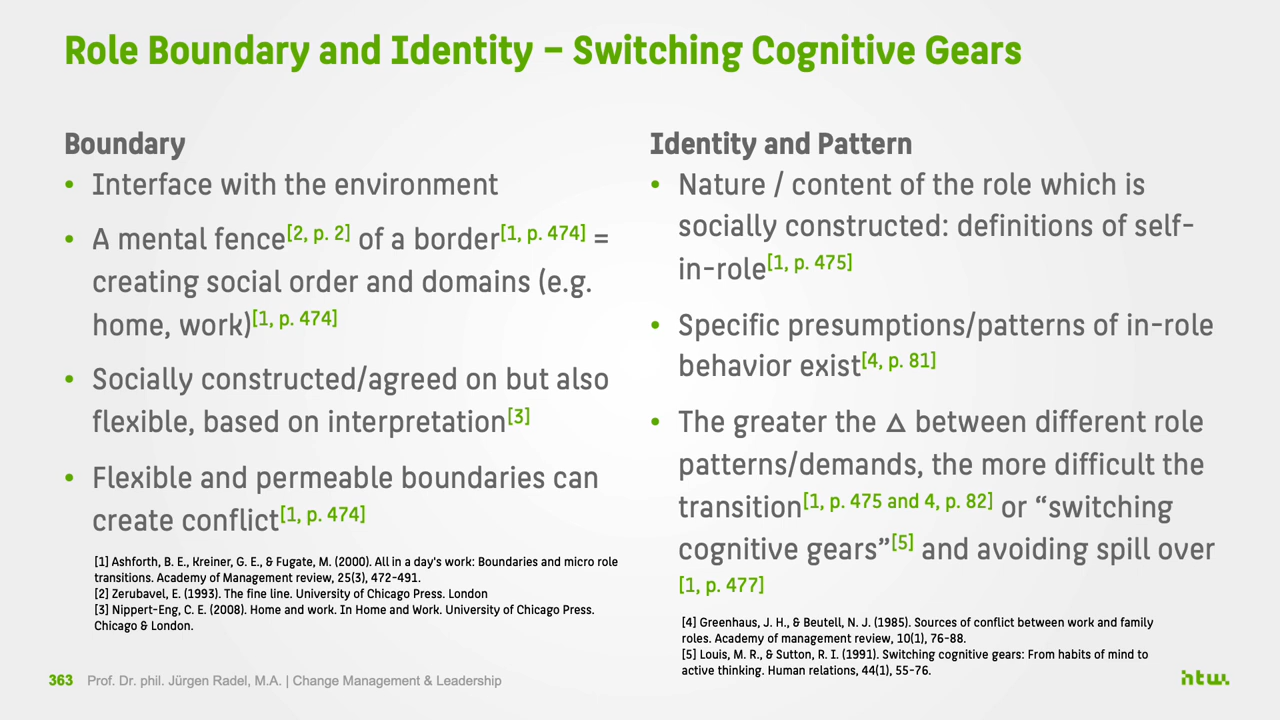 Role Boundary and Identity – Switching Cognitive Gears
Boundary
• Interface with the environment
• A mental fence[2, p. 2] of a border[1, p. 474] =
creating social order and domains (e.g.
home, work)[1, p. 474]
• Socially constructed/agreed on but also
flexible, based on interpretation[3]
• Flexible and permeable boundaries can
create conflict[1, p. 474]
[1] Ashforth, B. E., Kreiner, G. E., & Fugate, M. (2000). All in a day's work: Boundaries and micro role
transitions. Academy of Management review, 25(3), 472-491.
[2] Zerubavel, E. (1993). The fine line. University of Chicago Press. London
[3] Nippert-Eng, C. E. (2008). Home and work. In Home and Work. University of Chicago Press.
Chicago & London.
Identity and Pattern
• Nature / content of the role which is
socially constructed: definitions of self-
in-role[1, p. 475]
• Specific presumptions/patterns of in-role
behavior exist[4, p. 81]
• The greater the Δ between different role
patterns/demands, the more difficult the
transition[1, p. 475 and 4, p. 82] or “switching
cognitive gears”[5] and avoiding spill over
[1, p. 477]
[4] Greenhaus, J. H., & Beutell, N. J. (1985). Sources of conflict between work and family
roles. Academy of management review, 10(1), 76-88.
[5] Louis, M. R., & Sutton, R. I. (1991). Switching cognitive gears: From habits of mind to
active thinking. Human relations, 44(1), 55-76.
363 Prof. Dr. phil. Jürgen Radel, M.A. | Change Management & Leadership
htw.